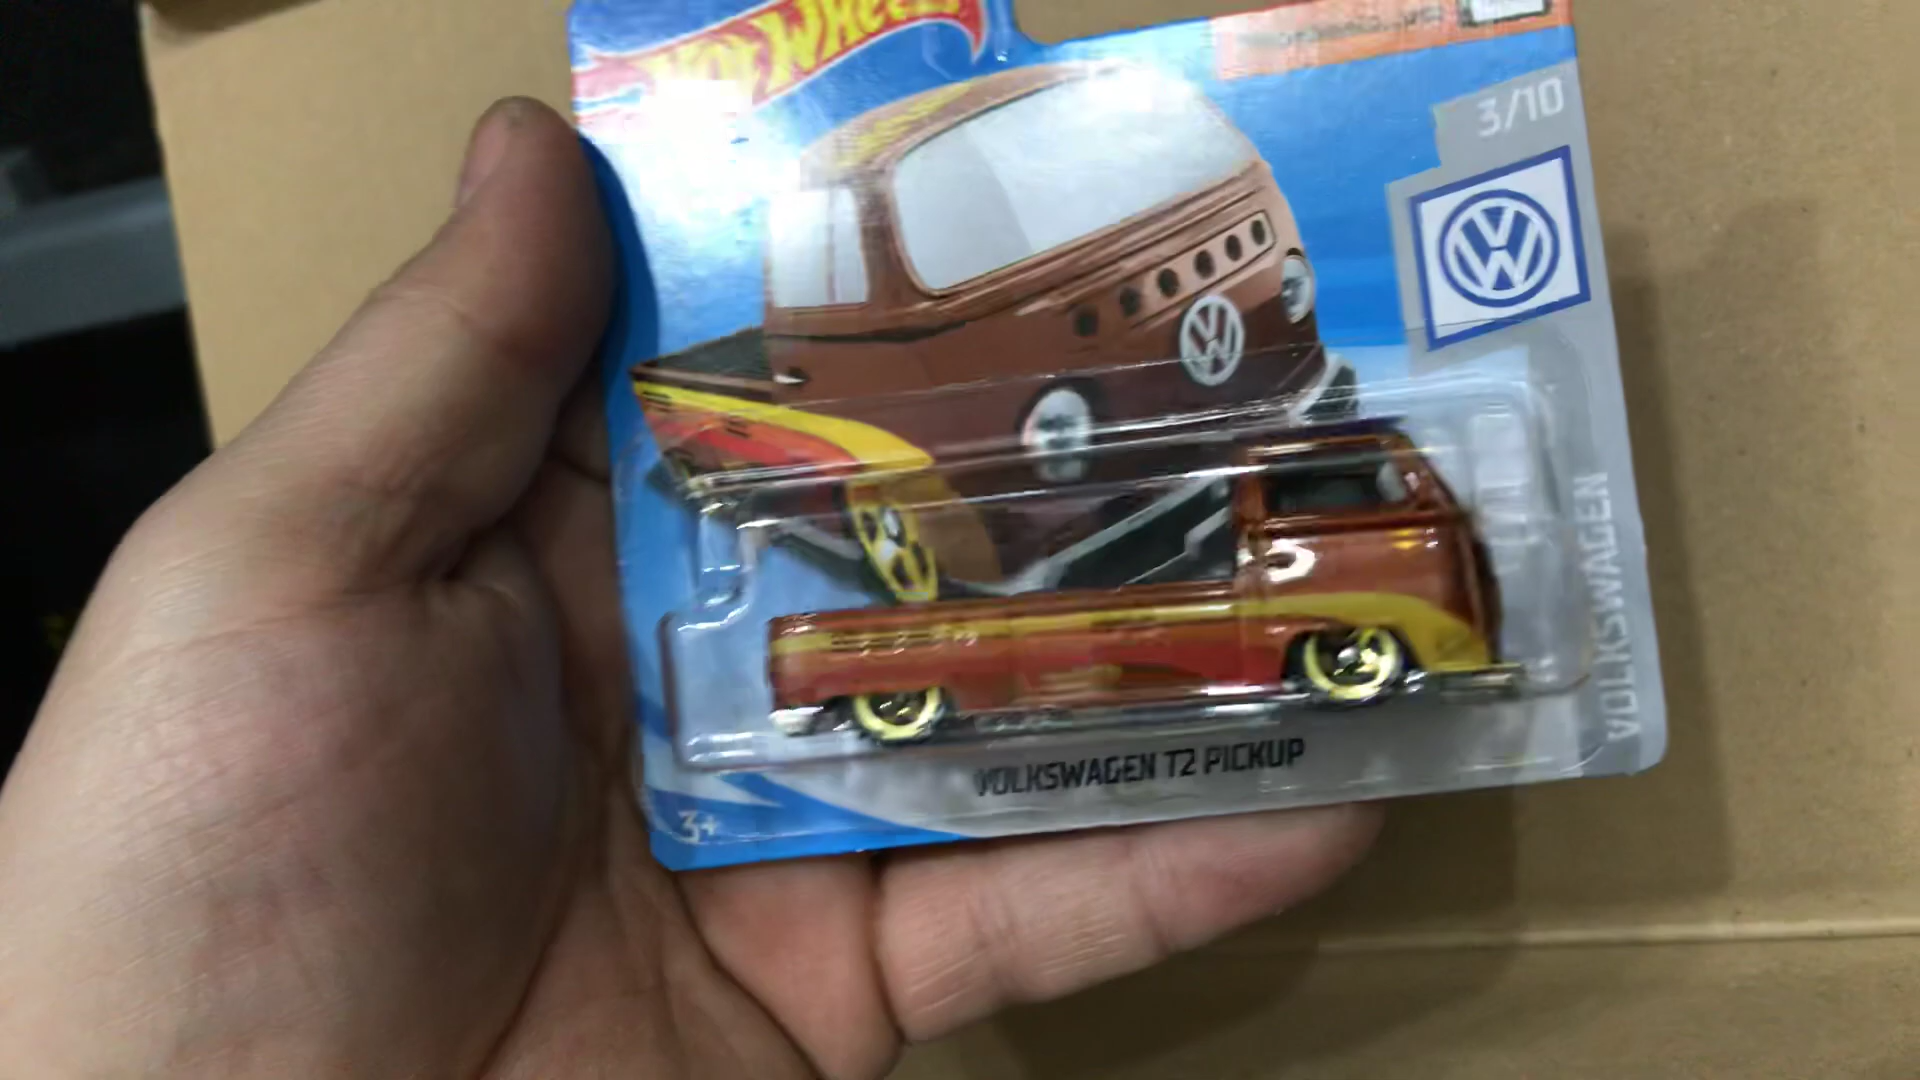 HOT WHEELS
3/10
VOLKSWAGEN
VOLKSWAGEN T2 PICKUP
3+